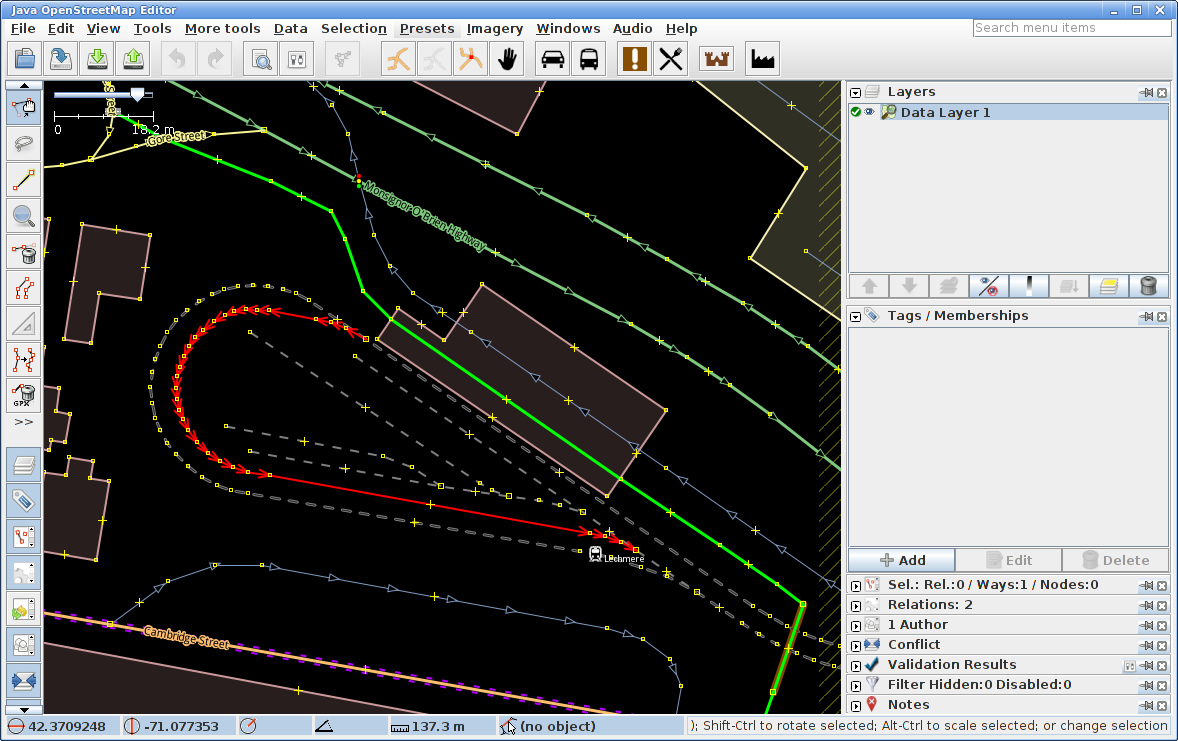 Java OpenStreetMap Editor
File Edit View Tools More tools Data Selection Presets Imagery Windows Audio Help
Search menu items
0 18.2 m
Gore Street
Monsignor O'Brien Highway
Lechmere
Cambridge Street
GPX
>>
Layers
Data Layer 1
Tags / Memberships
Add Edit Delete
Sel.: Rel.:0 / Ways:1 / Nodes:0
Relations: 2
1 Author
Conflict
Validation Results
Filter Hidden:0 Disabled:0
Notes
42.3709248 -71.077353 137.3 m (no object) ); Shift-Ctrl to rotate selected; Alt-Ctrl to scale selected; or change selection